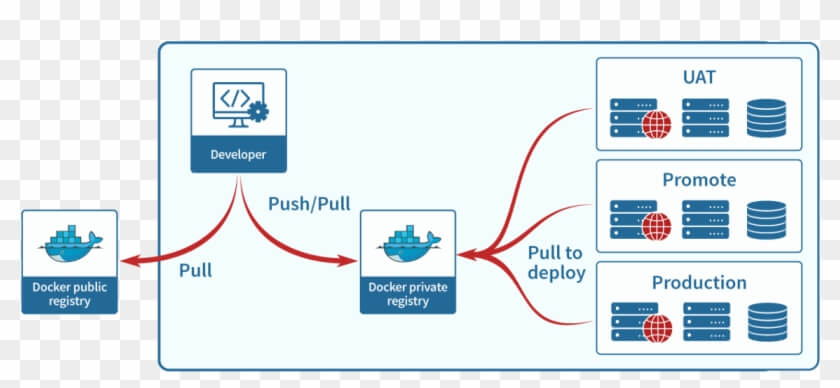 UAT
</>
Developer
Promote
Push/Pull
Docker public
registry
Pull
Docker private
registry
Pull to
deploy
Production